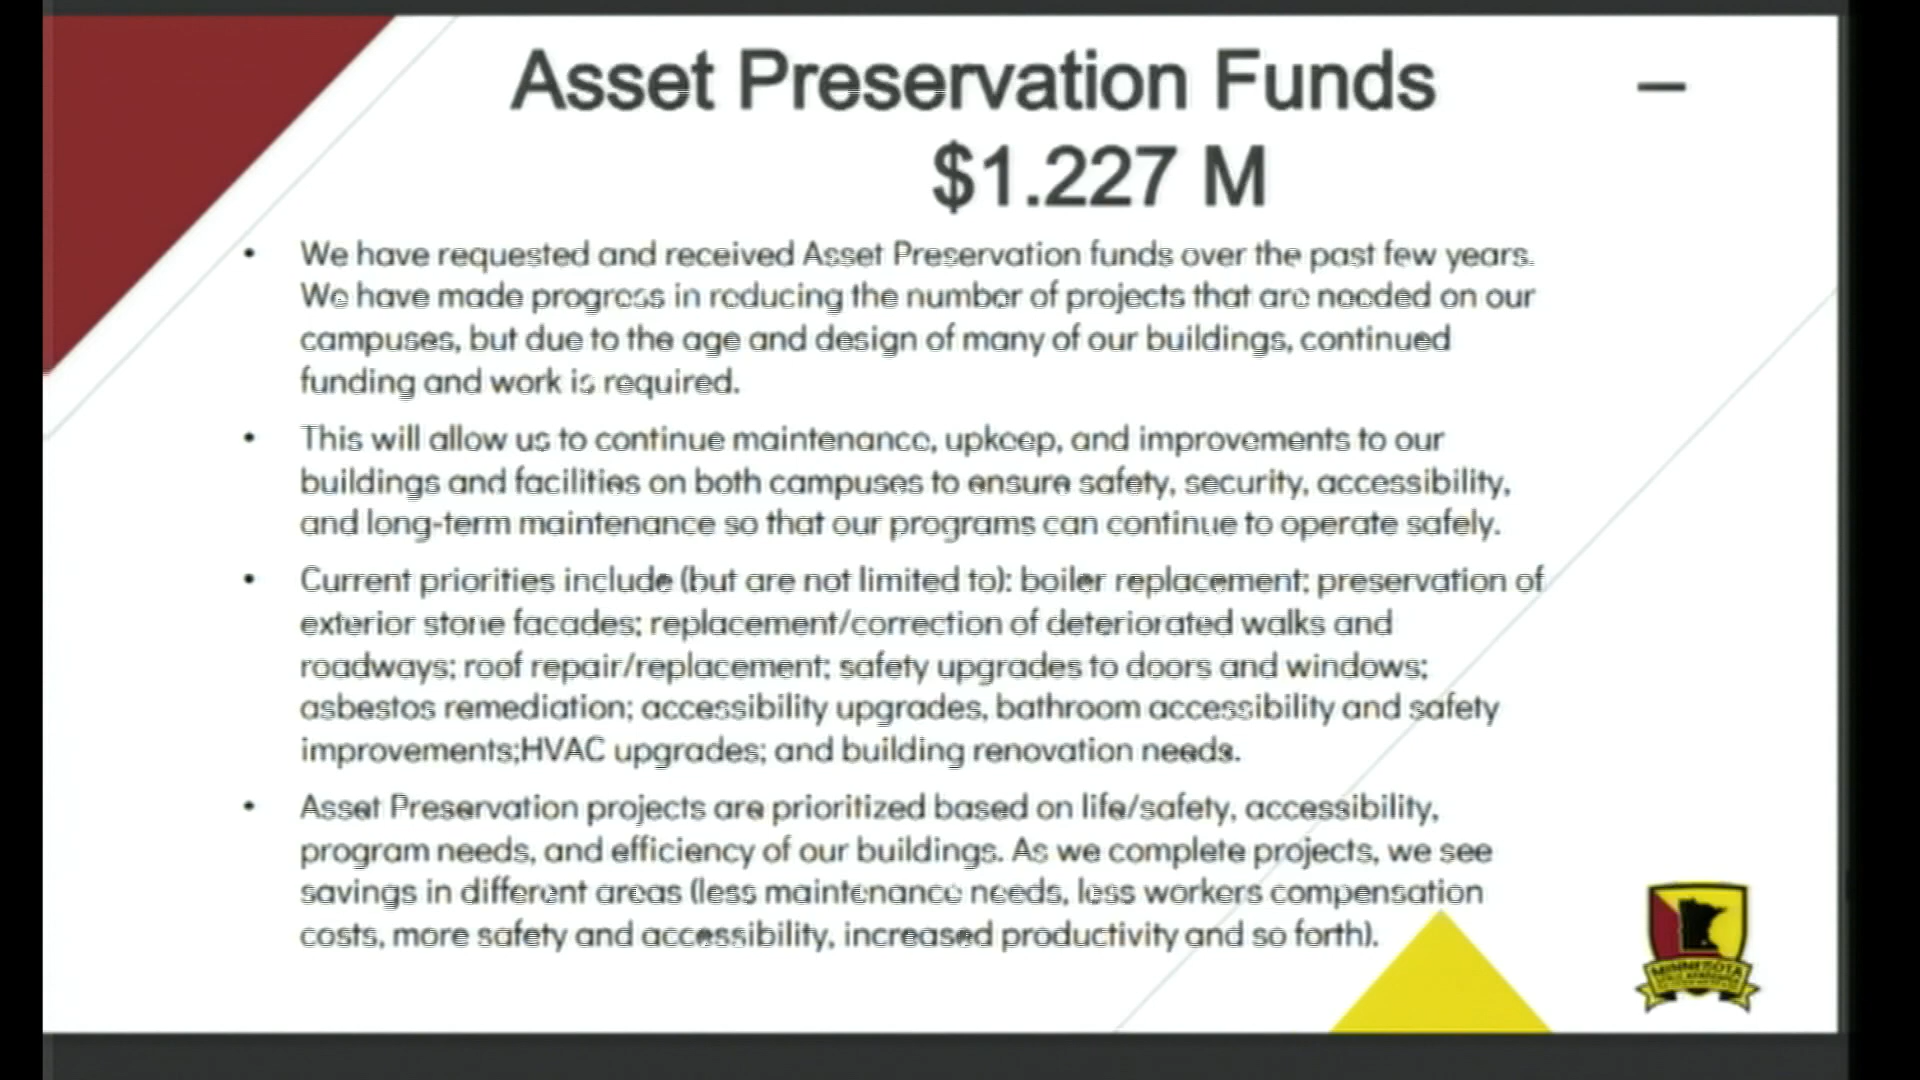 Asset Preservation Funds –
$1.227 M
• We have requested and received Asset Preservation funds over the past few years.
We have made progress in reducing the number of projects that are needed on our
campuses, but due to the age and design of many of our buildings, continued
funding and work is required.
• This will allow us to continue maintenance, upkeep, and improvements to our
buildings and facilities on both campuses to ensure safety, security, accessibility,
and long-term maintenance so that our programs can continue to operate safely.
• Current priorities include (but are not limited to): boiler replacement; preservation of
exterior stone facades; replacement/correction of deteriorated walks and
roadways; roof repair/replacement; safety upgrades to doors and windows;
asbestos remediation; accessibility upgrades, bathroom accessibility and safety
improvements;HVAC upgrades; and building renovation needs.
• Asset Preservation projects are prioritized based on life/safety, accessibility,
program needs, and efficiency of our buildings. As we complete projects, we see
savings in different areas (less maintenance needs, less workers compensation
costs, more safety and accessibility, increased productivity and so forth).
MINNESOTA